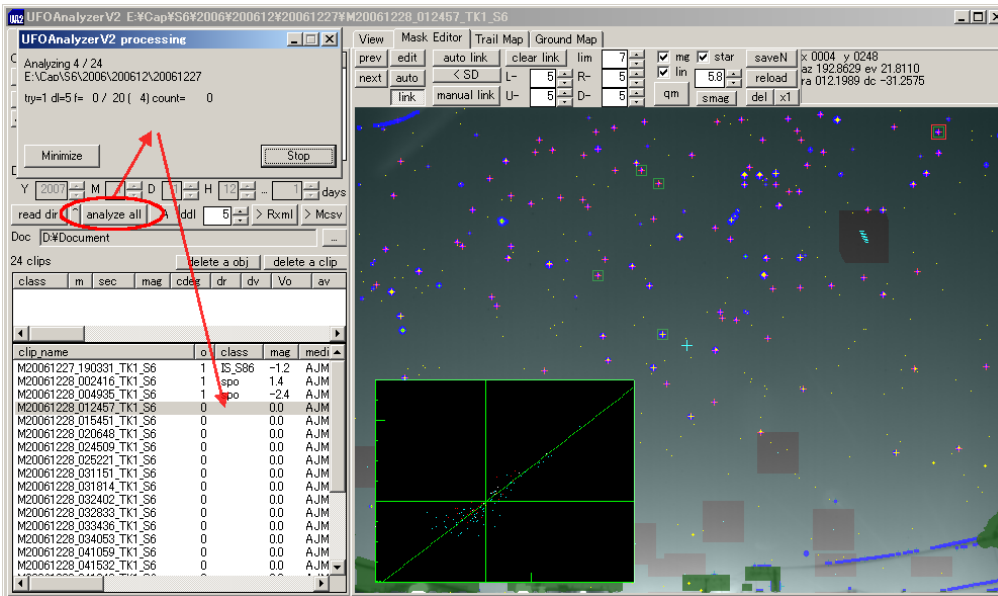 UFOAnalyzerV2 E:¥Cap¥S6¥2006¥200612¥20061227¥M20061228_012457_TK1_S6
UFOAnalyzerV2 processing
Analyzing 4 / 24
E:\Cap\S6\2006\200612\20061227
try=1 dl=5 f= 0 / 20 ( 4) count= 0
Minimize Stop
Y 2007 M D H 12 - 1 days
read dir ^ analyze all ddl 5 > Rxml > Mcsv
Doc D:¥Document ...
24 clips delete a obj delete a clip
class m sec mag cdeg dr dv Vo av
clip_name o class mag medi
M20061227_190331_TK1_S6 1 IS_S86 -1.2 AJM
M20061228_002416_TK1_S6 1 spo 1.4 AJM
M20061228_004935_TK1_S6 1 spo -2.4 AJM
M20061228_012457_TK1_S6 0 0.0 AJM
M20061228_015451_TK1_S6 0 0.0 AJM
M20061228_020648_TK1_S6 0 0.0 AJM
M20061228_024509_TK1_S6 0 0.0 AJM
M20061228_025221_TK1_S6 0 0.0 AJM
M20061228_031151_TK1_S6 0 0.0 AJM
M20061228_031814_TK1_S6 0 0.0 AJM
M20061228_032402_TK1_S6 0 0.0 AJM
M20061228_032833_TK1_S6 0 0.0 AJM
M20061228_033436_TK1_S6 0 0.0 AJM
M20061228_034053_TK1_S6 0 0.0 AJM
M20061228_041059_TK1_S6 0 0.0 AJM
M20061228_041532_TK1_S6 0 0.0 AJM
View Mask Editor Trail Map Ground Map
prev edit auto link clear link lim 7 mg star saveN x 0004 y 0248
az 192.8629 ev 21.8110
next auto < SD L- 5 R- 5 lin 5.8 reload ra 012.1989 dc -31.2575
link manual link U- 5 D- 5 qm smag del x1